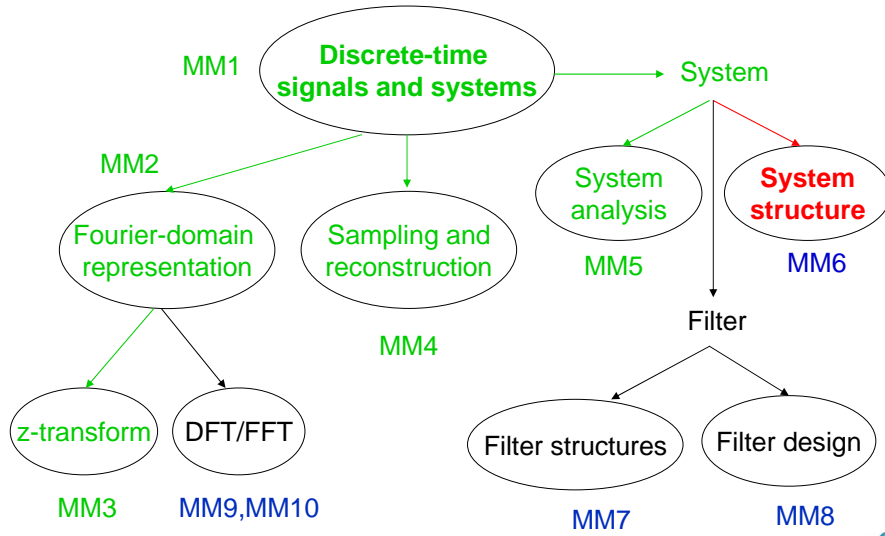 MM1
Discrete-time
signals and systems
System
MM2
System
analysis
System
structure
Fourier-domain
representation
Sampling and
reconstruction
MM5
MM6
MM4
Filter
z-transform
DFT/FFT
Filter structures
Filter design
MM3
MM9,MM10
MM7
MM8